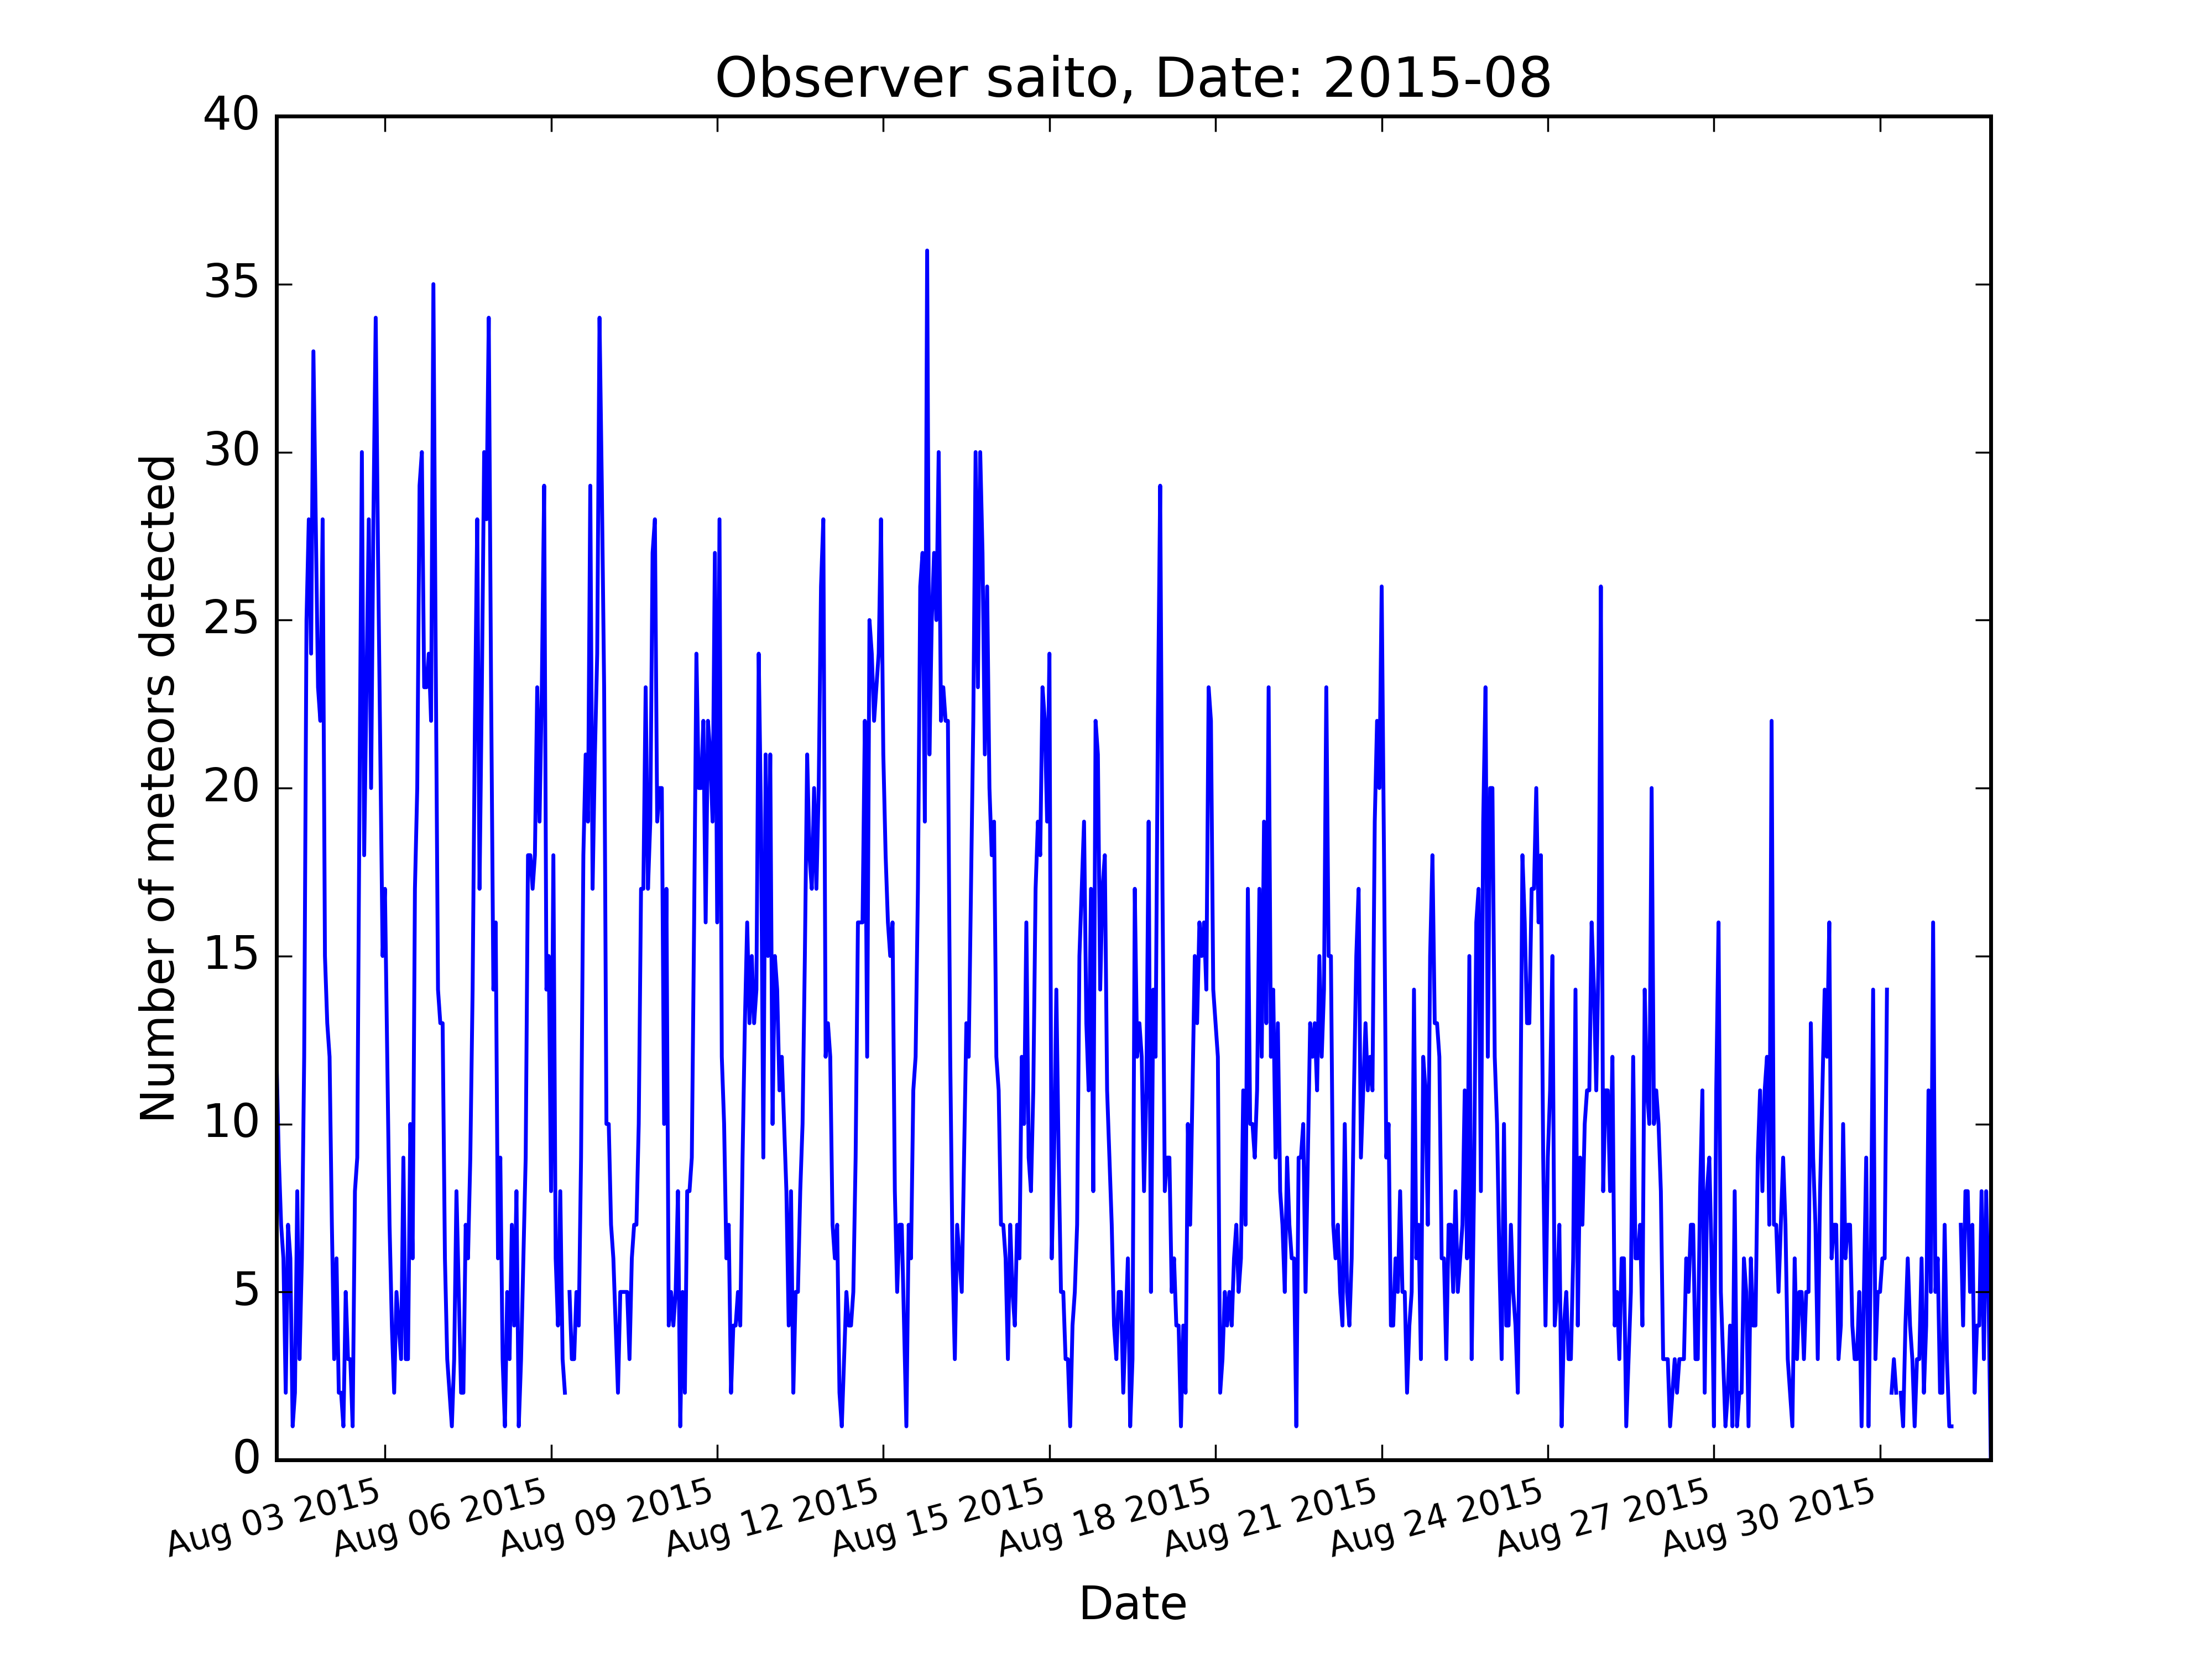 Observer saito, Date: 2015-08
Number of meteors detected
40
35
30
25
20
15
10
5
0
Aug 03 2015
Aug 06 2015
Aug 09 2015
Aug 12 2015
Aug 15 2015
Aug 18 2015
Aug 21 2015
Aug 24 2015
Aug 27 2015
Aug 30 2015
Date